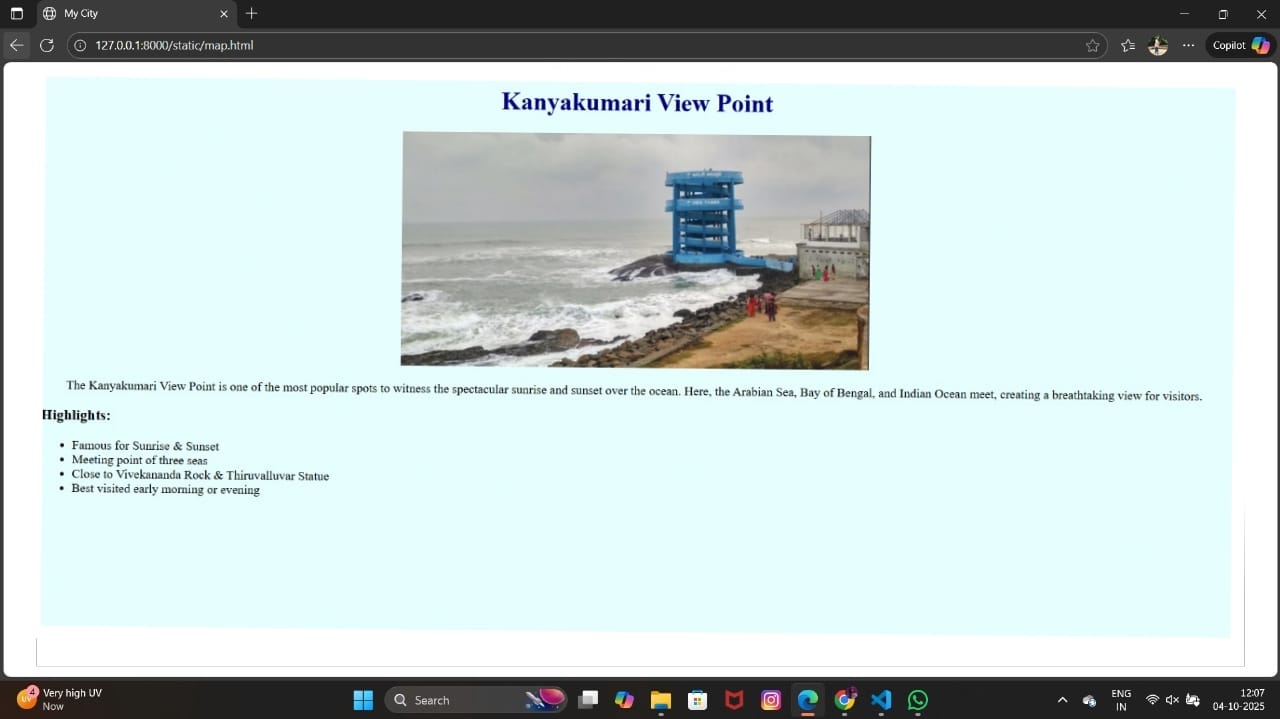 My City
127.0.0.1:8000/static/map.html
Copilot
Kanyakumari View Point
The Kanyakumari View Point is one of the most popular spots to witness the spectacular sunrise and sunset over the ocean. Here, the Arabian Sea, Bay of Bengal, and Indian Ocean meet, creating a breathtaking view for visitors.
Highlights:
• Famous for Sunrise & Sunset
• Meeting point of three seas
• Close to Vivekananda Rock & Thiruvalluvar Statue
• Best visited early morning or evening
4
Very high UV
Now
Search
ENG
IN
12:07
04-10-2025